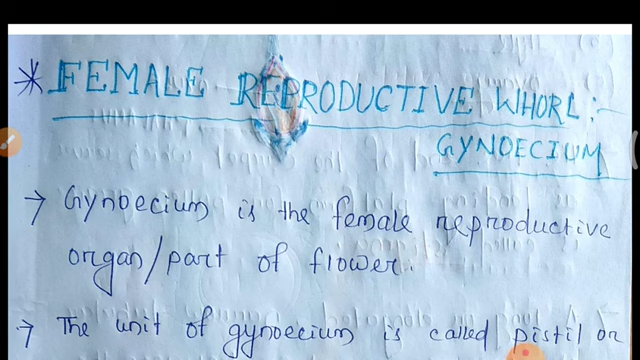 * FEMALE REPRODUCTIVE WHORL :-
GYNOECIUM
→ Gynoecium is the female reproductive
organ/part of flower.
→ The unit of gynoecium is called pistil or